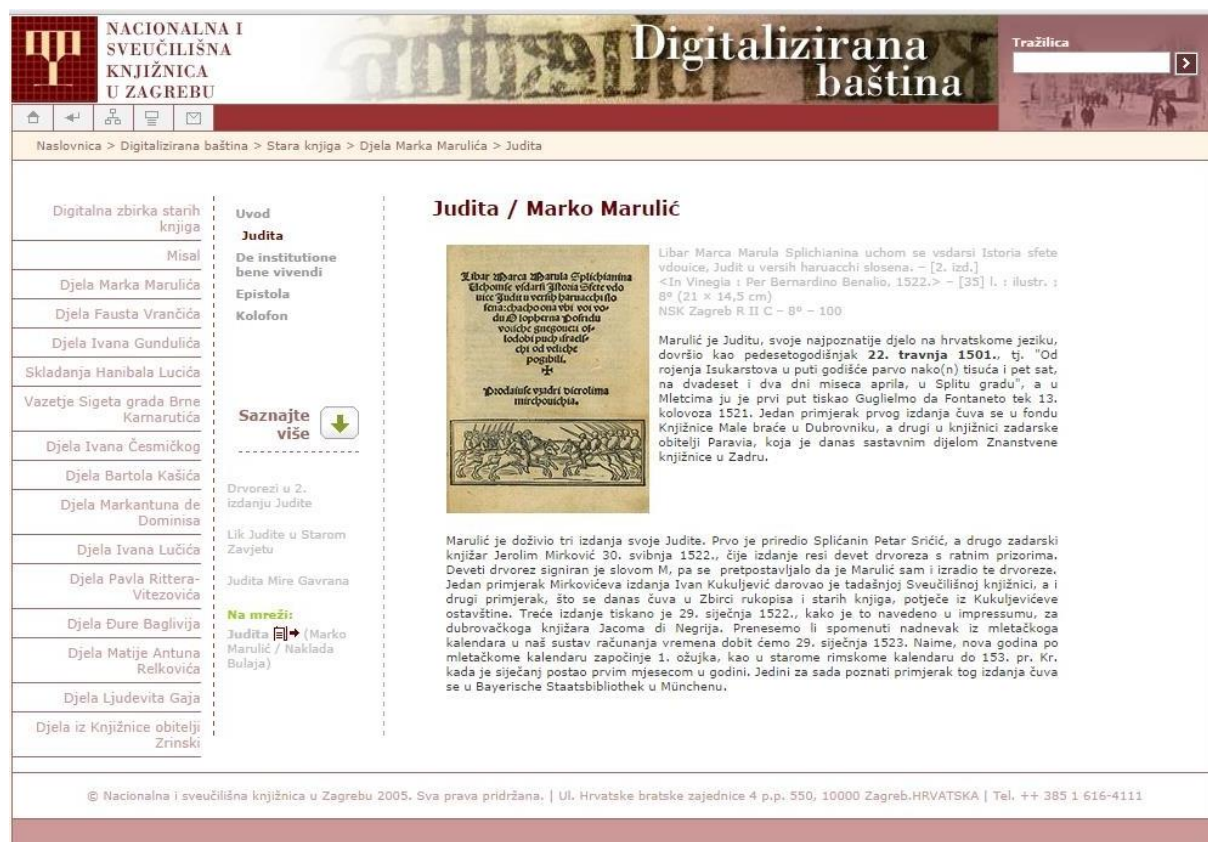 NACIONALNA I
SVEUČILIŠNA
KNJIŽNICA
U ZAGREBU
Digitalizirana
baština
Tražilica
Naslovnica > Digitalizirana baština > Stara knjiga > Djela Marka Marulića > Judita
Digitalna zbirka starih
knjiga
Misal
Djela Marka Marulića
Djela Fausta Vrančića
Djela Ivana Gundulića
Skladanja Hanibala Lucića
Vazetje Sigeta grada Brne
Karnarutića
Djela Ivana Česmičkog
Djela Bartola Kašića
Djela Markantuna de
Dominisa
Djela Ivana Lučića
Djela Pavla Rittera-
Vitezovića
Djela Đure Baglivija
Djela Matije Antuna
Relkovića
Djela Ljudevita Gaja
Djela iz Knjižnice obitelji
Zrinski
Uvod
Judita
De institutione
bene vivendi
Epistola
Kolofon
Saznajte
više
Drvorezi u 2.
izdanju Judite
Lik Judite u Starom
Zavjetu
Judita Mire Gavrana
Na mreži:
Judita (Marko
Marulić / Naklada
Bulaja)
Judita / Marko Marulić
Libar Marca Marula Splichianina
Libar Marca Marula Splichianina uchom se vsdarsi Istoria sfete
vdouice, Judit u versih haruacchi slosena. – [2. izd.]
<In Vinegia : Per Bernardino Benalio, 1522.> – [35] l. : ilustr. ;
8º (21 × 14,5 cm)
NSK Zagreb R II C – 8º – 100
Marulić je Juditu, svoje najpoznatije djelo na hrvatskome jeziku,
dovršio kao pedesetogodišnjak 22. travnja 1501., tj. "Od
rojenja Isukarstova u puti godišće parvo nako(n) tisuća i pet sat,
na dvadeset i dva dni miseca aprila, u Splitu gradu", a u
Mletcima ju je prvi put tiskao Guglielmo da Fontaneto tek 13.
kolovoza 1521. Jedan primjerak prvog izdanja čuva se u fondu
Knjižnice Male braće u Dubrovniku, a drugi u knjižnici zadarske
obitelji Paravia, koja je danas sastavnim dijelom Znanstvene
knjižnice u Zadru.
Marulić je doživio tri izdanja svoje Judite. Prvo je priredio Splićanin Petar Srićić, a drugo zadarski
knjižar Jerolim Mirković 30. svibnja 1522., čije izdanje resi devet drvoreza s ratnim prizorima.
Deveti drvorez signiran je slovom M, pa se pretpostavljalo da je Marulić sam i izradio te drvoreze.
Jedan primjerak Mirkovićeva izdanja Ivan Kukuljević darovao je tadašnjoj Sveučilišnoj knjižnici, a i
drugi primjerak, što se danas čuva u Zbirci rukopisa i starih knjiga, potječe iz Kukuljevićeve
ostavštine. Treće izdanje tiskano je 29. siječnja 1522., kako je to navedeno u impressumu, za
dubrovačkoga knjižara Jacoma di Negrija. Prenesemo li spomenuti nadnevak iz mletačkoga
kalendara u naš sustav računanja vremena dobit ćemo 29. siječnja 1523. Naime, nova godina po
mletačkome kalendaru započinje 1. ožujka, kao u starome rimskome kalendaru do 153. pr. Kr.
kada je siječanj postao prvim mjesecom u godini. Jedini za sada poznati primjerak tog izdanja čuva
se u Bayerische Staatsbibliothek u Münchenu.
© Nacionalna i sveučilišna knjižnica u Zagrebu 2005. Sva prava pridržana. | Ul. Hrvatske bratske zajednice 4 p.p. 550, 10000 Zagreb.HRVATSKA | Tel. ++ 385 1 616-4111